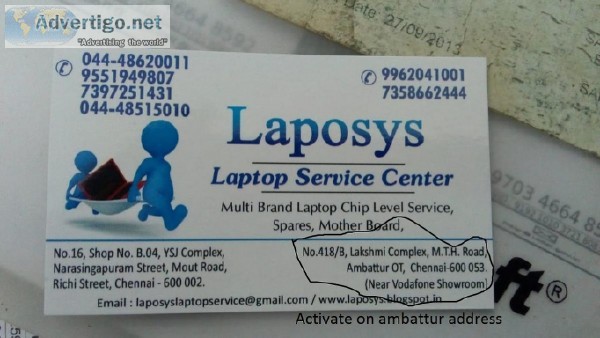 Advertigo.net
"Advertising the world"
Date: 27/09/2013
044-48620011
9551949807
7397251431
044-48515010
9962041001
7358662444
Laposys
Laptop Service Center
Multi Brand Laptop Chip Level Service,
Spares, Mother Board,
No.16, Shop No. B.04, YSJ Complex,
Narasingapuram Street, Mout Road,
Richi Street, Chennai - 600 002.
No.418/B, Lakshmi Complex, M.T.H. Road,
Ambattur OT, Chennai-600 053.
(Near Vodafone Showroom)
Email : laposyslaptopservice@gmail.com / www.laposys.blogspot.in
Activate on ambattur address
9703 4664
ft®